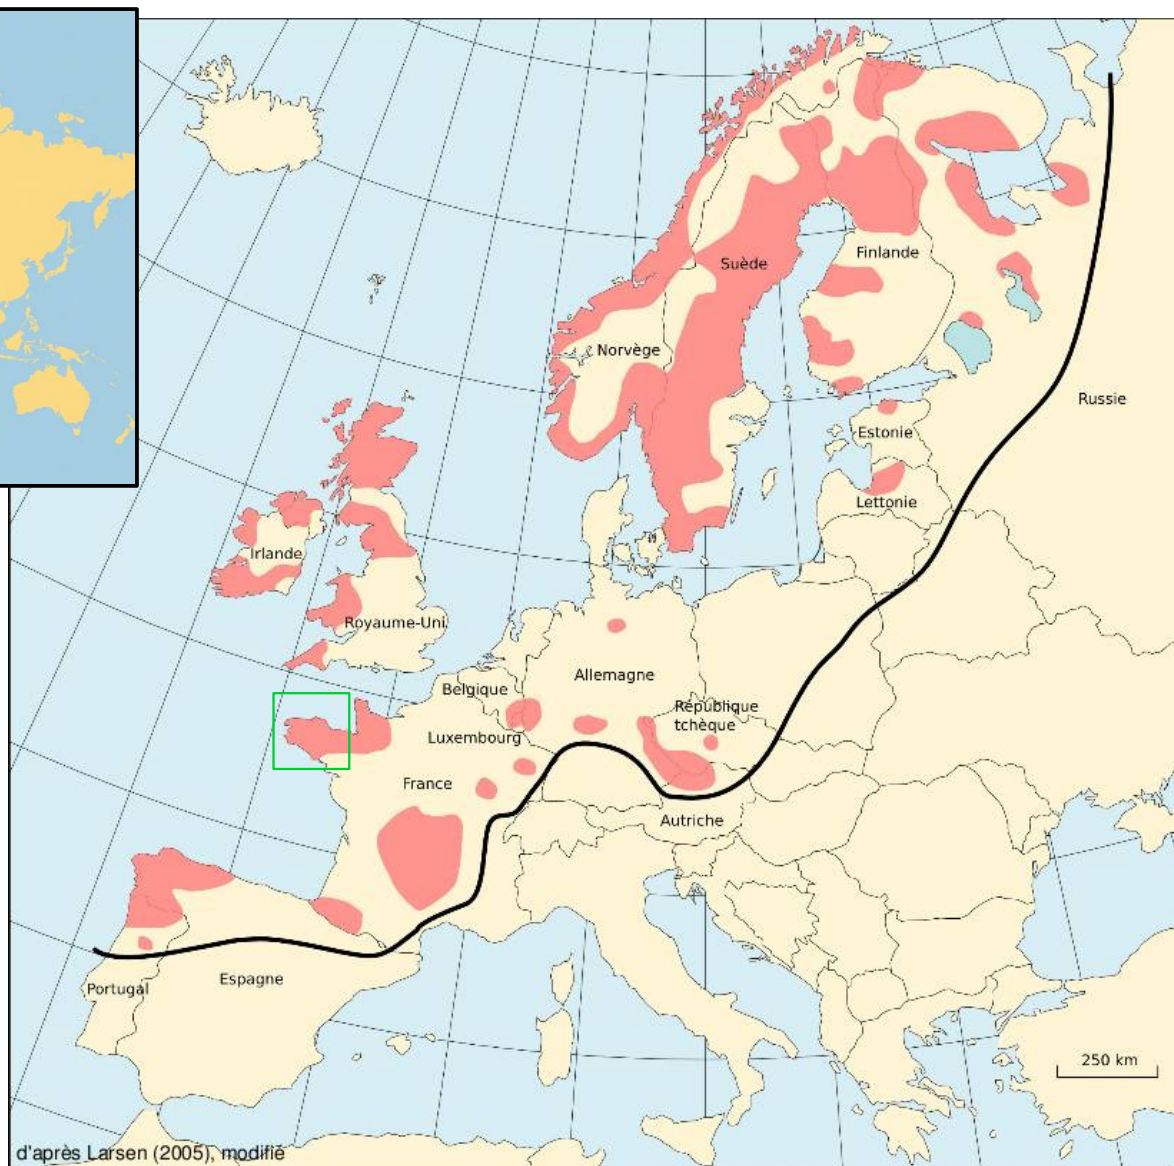 Suède
Finlande
Norvège
Russie
Estonie
Lettonie
Irlande
Royaume-Uni
Allemagne
Belgique
République
tchèque
Luxembourg
France
Autriche
Espagne
Portugal
250 km
d'après Larsen (2005), modifié